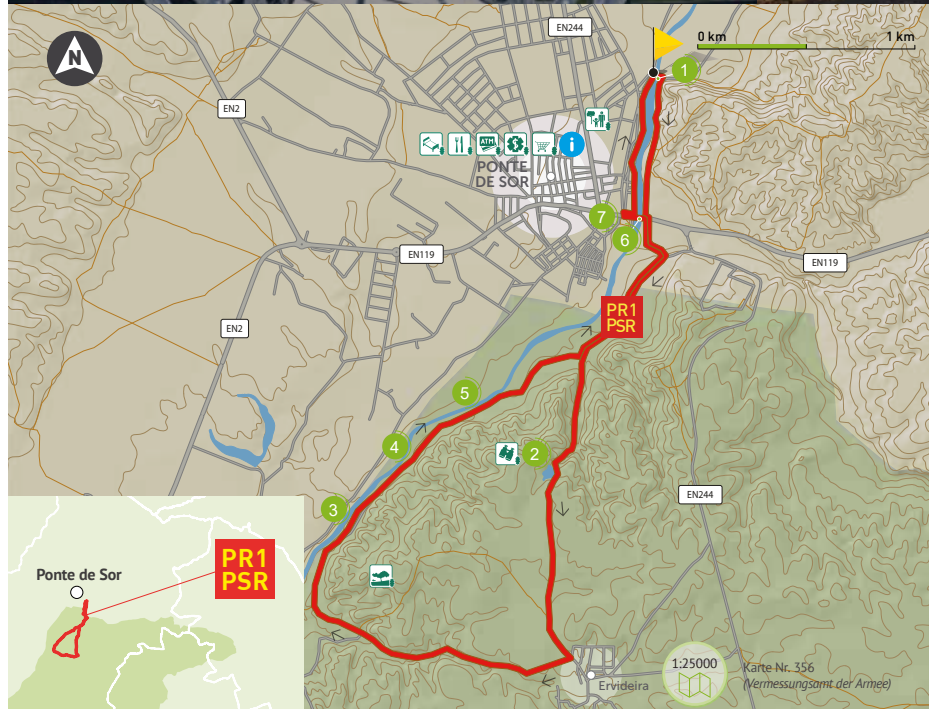 EN244
0 km 1 km
N
1
EN2
ATM
$
i
PONTE
DE SOR
7
6
EN119
EN119
PR1
PSR
EN2
5
4
2
3
EN244
PR1
PSR
Ponte de Sor
1:25000
Karte Nr. 356
(Vermessungsamt der Armee)
Ervideira